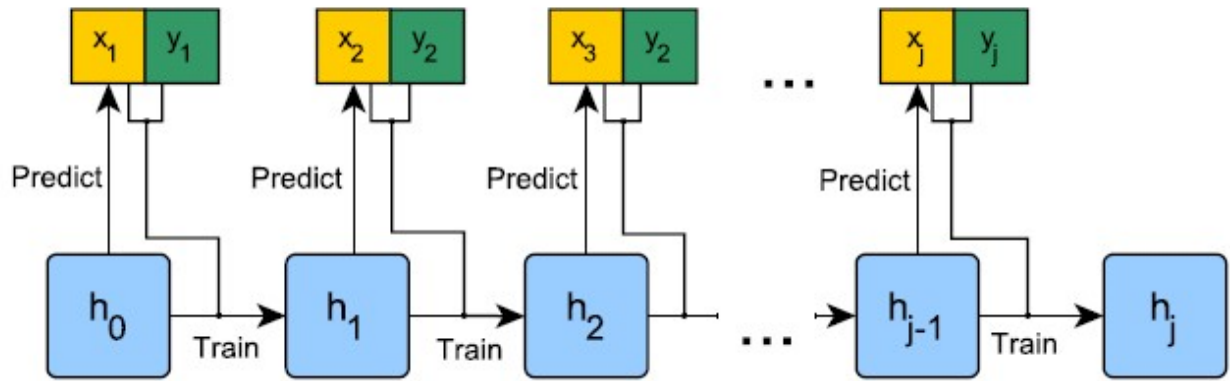 x1 y1 x2 y2 x3 y2 ... xj yj
Predict Predict Predict Predict
h0 h1 h2 ... hj-1 hj
Train Train Train